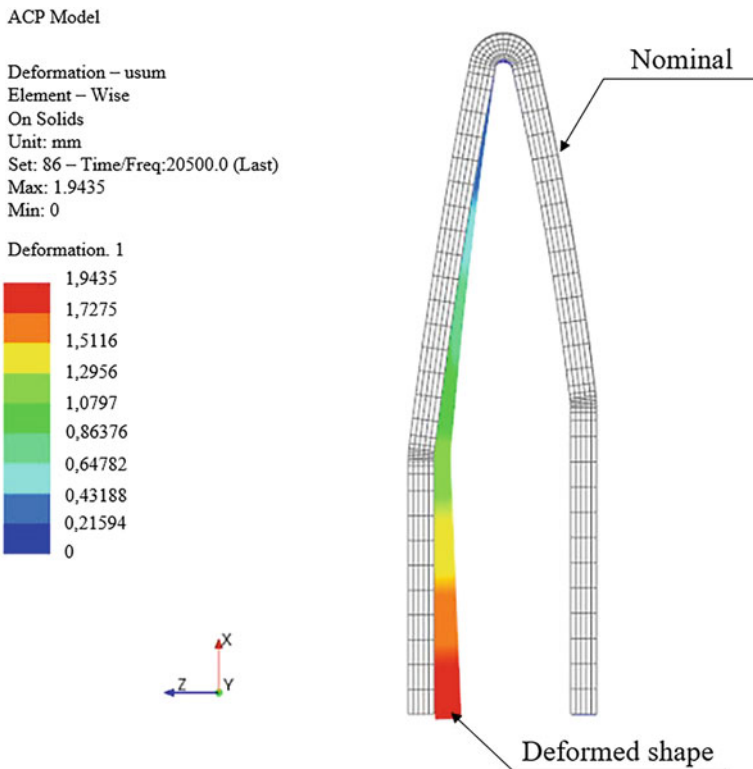 ACP Model
Deformation – usum
Element – Wise
On Solids
Unit: mm
Set: 86 – Time/Freq:20500.0 (Last)
Max: 1.9435
Min: 0
Deformation. 1
1,9435
1,7275
1,5116
1,2956
1,0797
0,86376
0,64782
0,43188
0,21594
0
Nominal
X
Z
Y
Deformed shape